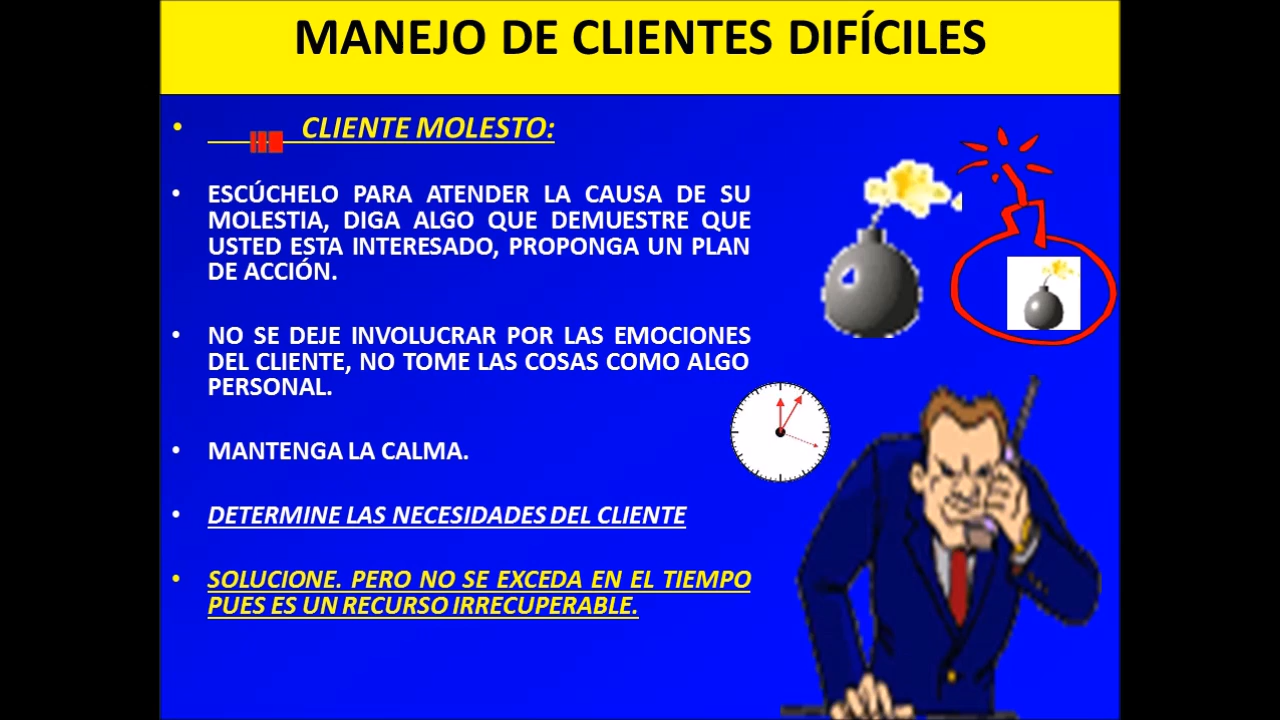 MANEJO DE CLIENTES DIFÍCILES
• CLIENTE MOLESTO:
• ESCÚCHELO PARA ATENDER LA CAUSA DE SU
MOLESTIA, DIGA ALGO QUE DEMUESTRE QUE
USTED ESTA INTERESADO, PROPONGA UN PLAN
DE ACCIÓN.
• NO SE DEJE INVOLUCRAR POR LAS EMOCIONES
DEL CLIENTE, NO TOME LAS COSAS COMO ALGO
PERSONAL.
• MANTENGA LA CALMA.
• DETERMINE LAS NECESIDADES DEL CLIENTE
• SOLUCIONE. PERO NO SE EXCEDA EN EL TIEMPO
PUES ES UN RECURSO IRRECUPERABLE.